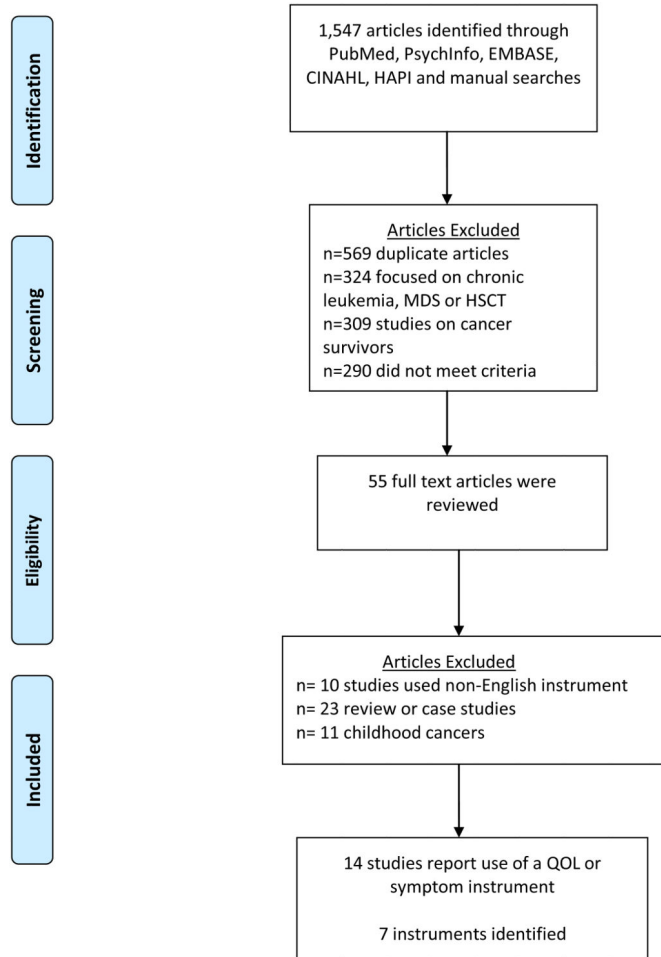 Identification
1,547 articles identified through
PubMed, PsychInfo, EMBASE,
CINAHL, HAPI and manual searches
Screening
Articles Excluded
n=569 duplicate articles
n=324 focused on chronic
leukemia, MDS or HSCT
n=309 studies on cancer
survivors
n=290 did not meet criteria
Eligibility
55 full text articles were
reviewed
Included
Articles Excluded
n= 10 studies used non-English instrument
n= 23 review or case studies
n= 11 childhood cancers
14 studies report use of a QOL or
symptom instrument
7 instruments identified